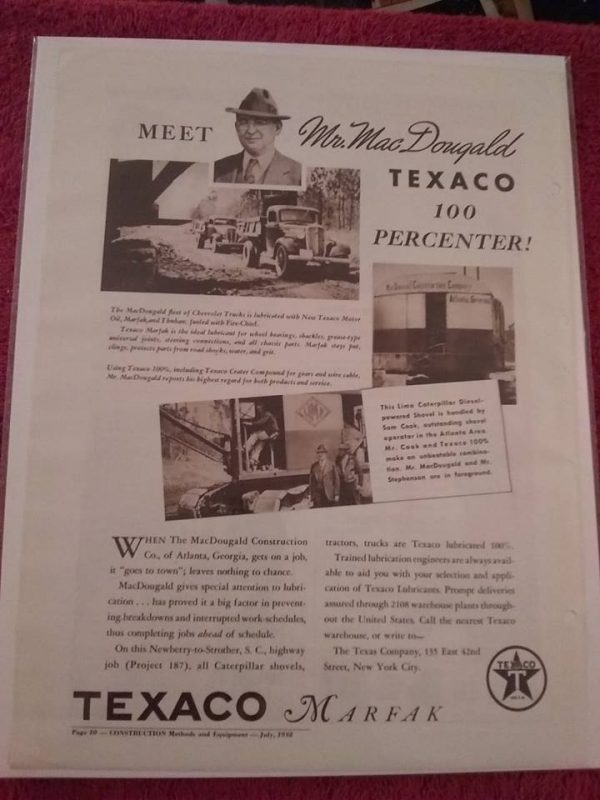 MEET Mr. MacDougald
TEXACO
100
PERCENTER!
MacDougald Construction Company
Atlanta, Georgia
The MacDougald fleet of Chevrolet Trucks is lubricated with New Texaco Motor
Oil, Marfak, and Thuban; fueled with Fire-Chief.
Texaco Marfak is the ideal lubricant for wheel bearings, shackles, grease-type
universal joints, steering connections, and all chassis parts. Marfak stays put,
clings, protects parts from road shocks, water, and grit.
Using Texaco 100%, including Texaco Crater Compound for gears and wire cable,
Mr. MacDougald reports his highest regard for both products and service.
LIMA
This Lima Caterpillar Diesel-
powered Shovel is handled by
Sam Cook, outstanding shovel
operator in the Atlanta Area.
Mr. Cook and Texaco 100%
make an unbeatable combina-
tion. Mr. MacDougald and Mr.
Stephenson are in foreground.
WHEN The MacDougald Construction
Co., of Atlanta, Georgia, gets on a job,
it "goes to town"; leaves nothing to chance.
MacDougald gives special attention to lubri-
cation . . . has proved it a big factor in prevent-
ing breakdowns and interrupted work-schedules,
thus completing jobs ahead of schedule.
On this Newberry-to-Strother, S. C., highway
job (Project 187), all Caterpillar shovels,
tractors, trucks are Texaco lubricated 100%.
Trained lubrication engineers are always avail-
able to aid you with your selection and appli-
cation of Texaco Lubricants. Prompt deliveries
assured through 2108 warehouse plants through-
out the United States. Call the nearest Texaco
warehouse, or write to—
The Texas Company, 135 East 42nd
Street, New York City.
TEXACO
T
TEXACO MARFAK
Page 10 — CONSTRUCTION Methods and Equipment — July, 1938